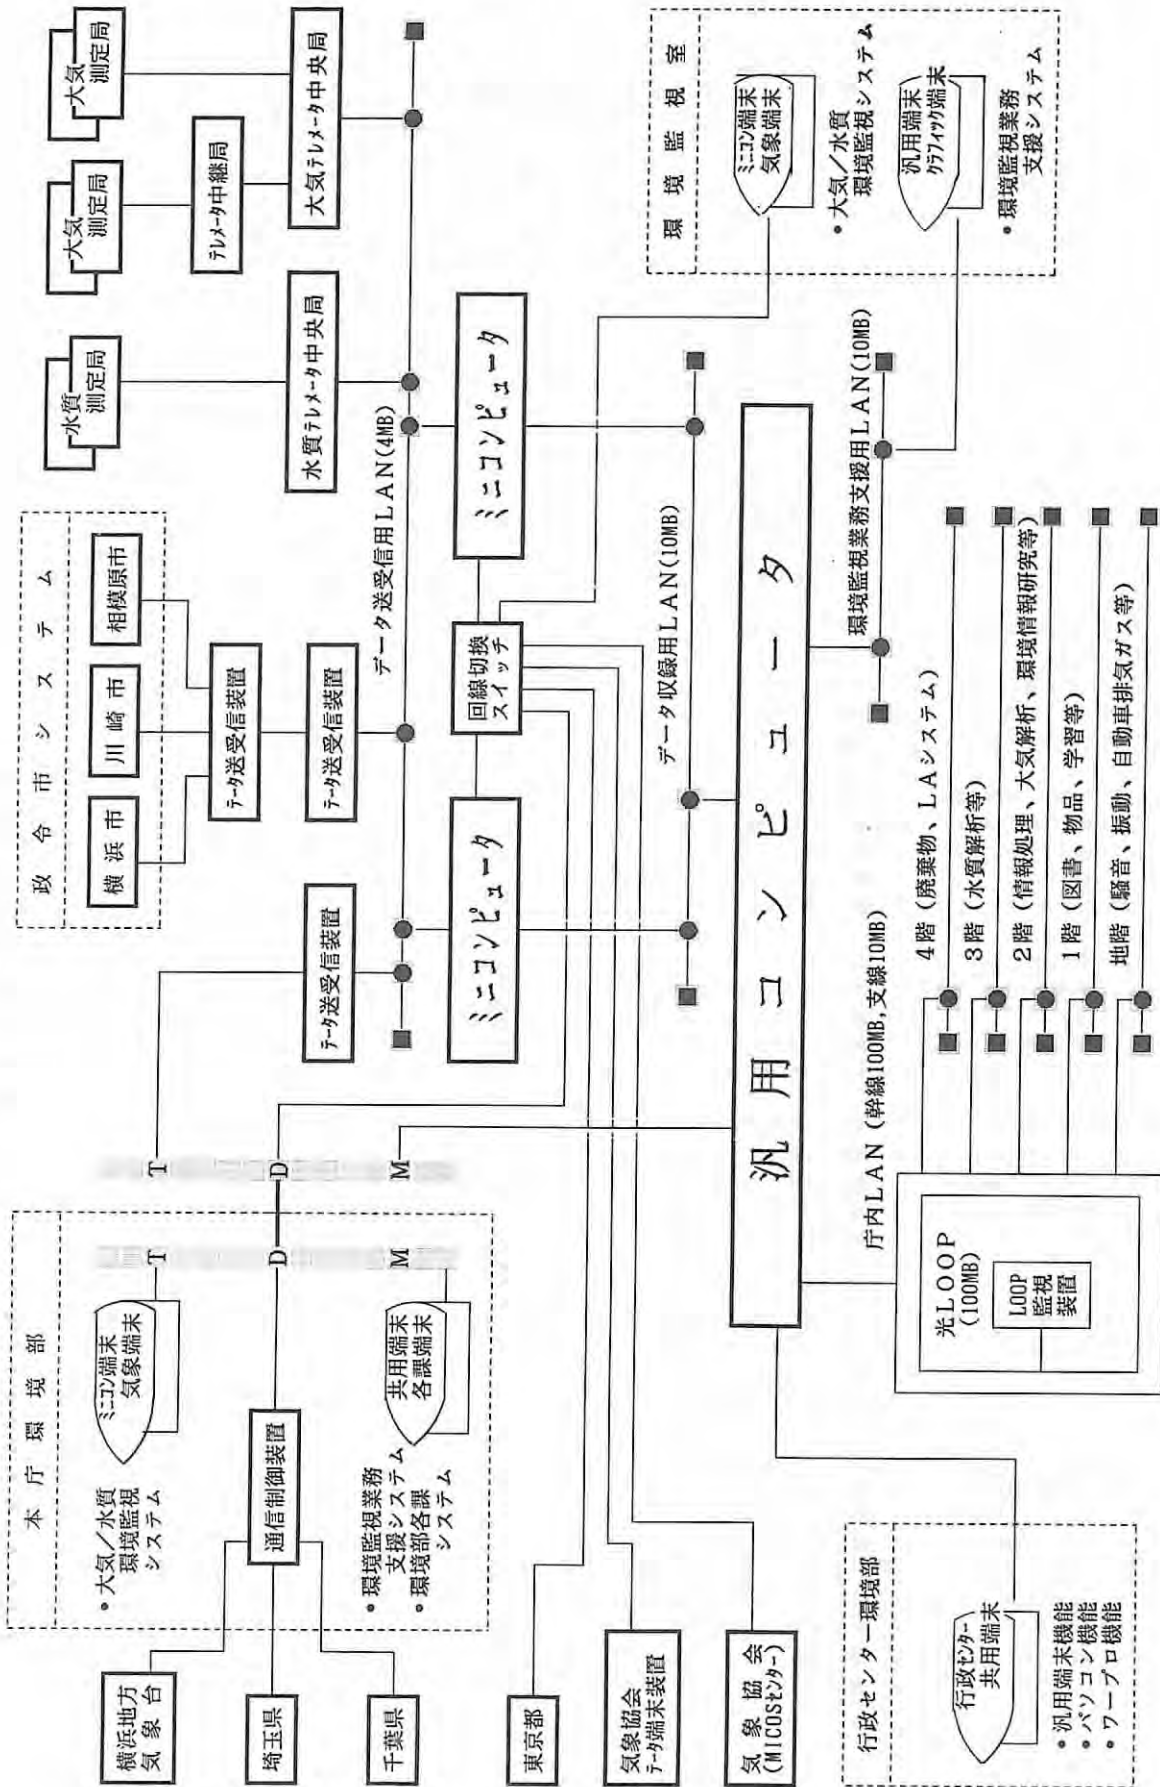 本庁環境部
ミニコン端末
気象端末
• 大気／水質
環境監視
システム
通信制御装置
共用端末
各課端末
• 環境監視業務
支援システム
• 環境部各課
システム
横浜地方
気象台
埼玉県
千葉県
東京都
気象協会
データ端末装置
気象協会
(MICOSセンター)
行政センター環境部
行政センター
共用端末
• 汎用端末機能
• パソコン機能
• ワープロ機能
T
D
M
T
D
M
政令市システム
横浜市
川崎市
相模原市
データ送受信装置
データ送受信装置
データ送受信装置
水質
測定局
大気
測定局
大気
測定局
テレメータ中継局
水質テレメータ中央局
大気テレメータ中央局
データ送受信用LAN(4MB)
ミニコンピュータ
回線切換
スイッチ
ミニコンピュータ
データ収録用LAN(10MB)
汎用コンピュータ
環境監視室
ミニコン端末
気象端末
• 大気／水質
環境監視システム
汎用端末
グラフィック端末
• 環境監視業務
支援システム
環境監視業務支援用LAN(10MB)
庁内LAN(幹線100MB,支線10MB)
4階(廃棄物、LAシステム)
3階(水質解析等)
2階(情報処理、大気解析、環境情報研究等)
1階(図書、物品、学習等)
地階(騒音、振動、自動車排気ガス等)
光LOOP
(100MB)
LOOP
監視
装置